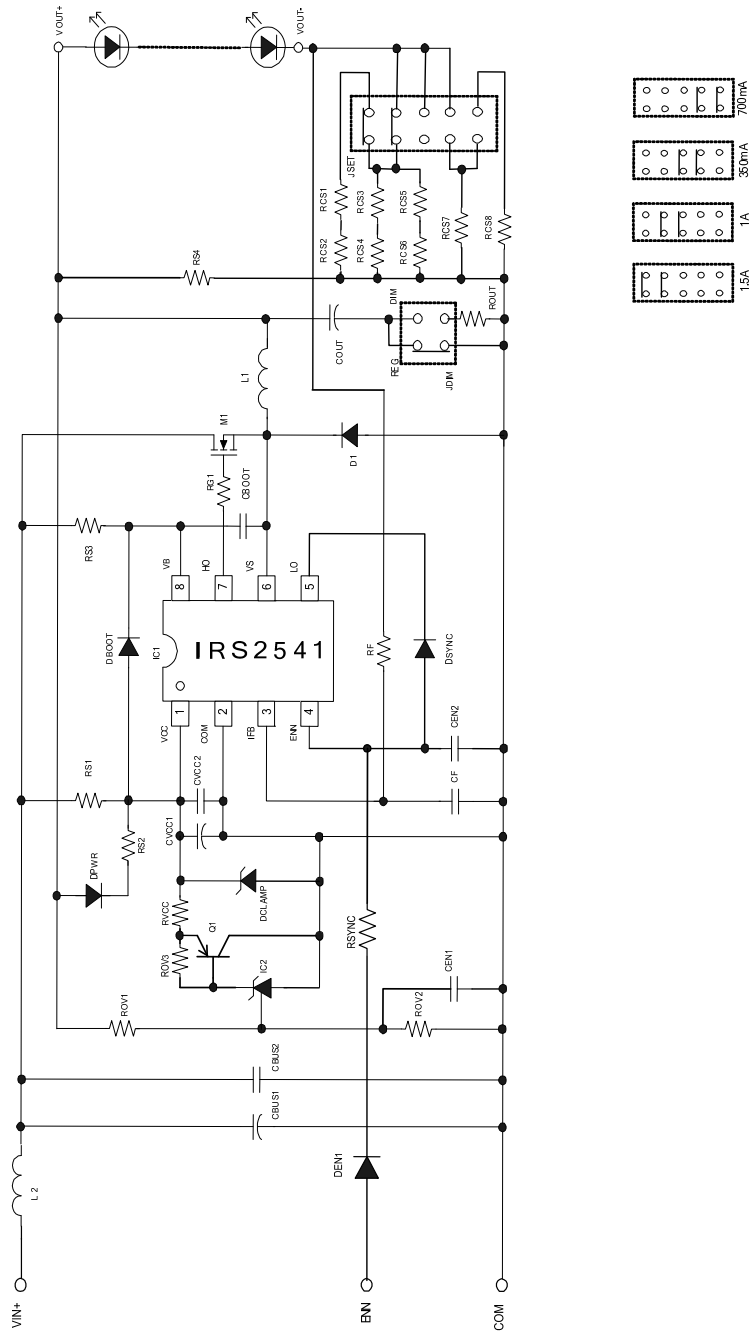 VIN+
L2
CBUS1
CBUS2
ROV1
ROV2
CEN1
DEN1
ENN
COM
DPWR
RS2
RS1
ROV3
RVCC
Q1
IC2
DCLAMP
CVCC1
CVCC2
RSYNC
DBOOT
RS3
VCC
COM
IFB
ENN
1
2
3
4
IC1
IRS2541
8
7
6
5
VB
HO
VS
LO
CF
CEN2
DSYNC
RF
CBOOT
RG1
M1
D1
L1
COUT
REG
DIM
JDIM
ROUT
RS4
RCS2
RCS1
RCS4
RCS3
RCS6
RCS5
RCS7
RCS8
JSET
VOUT+
VOUT-
1.5A
1A
350mA
700mA